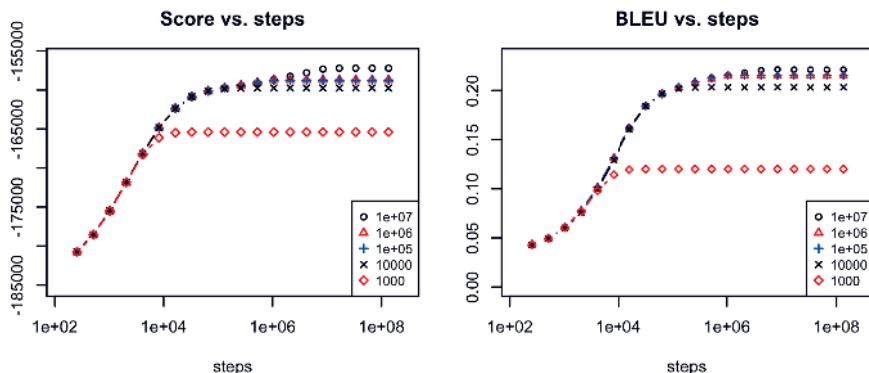 Score vs. steps
-155000
-165000
-175000
-185000
1e+07
1e+06
1e+05
10000
1000
1e+02
1e+04
1e+06
1e+08
steps
BLEU vs. steps
0.20
0.15
0.10
0.05
0.00
1e+07
1e+06
1e+05
10000
1000
1e+02
1e+04
1e+06
1e+08
steps